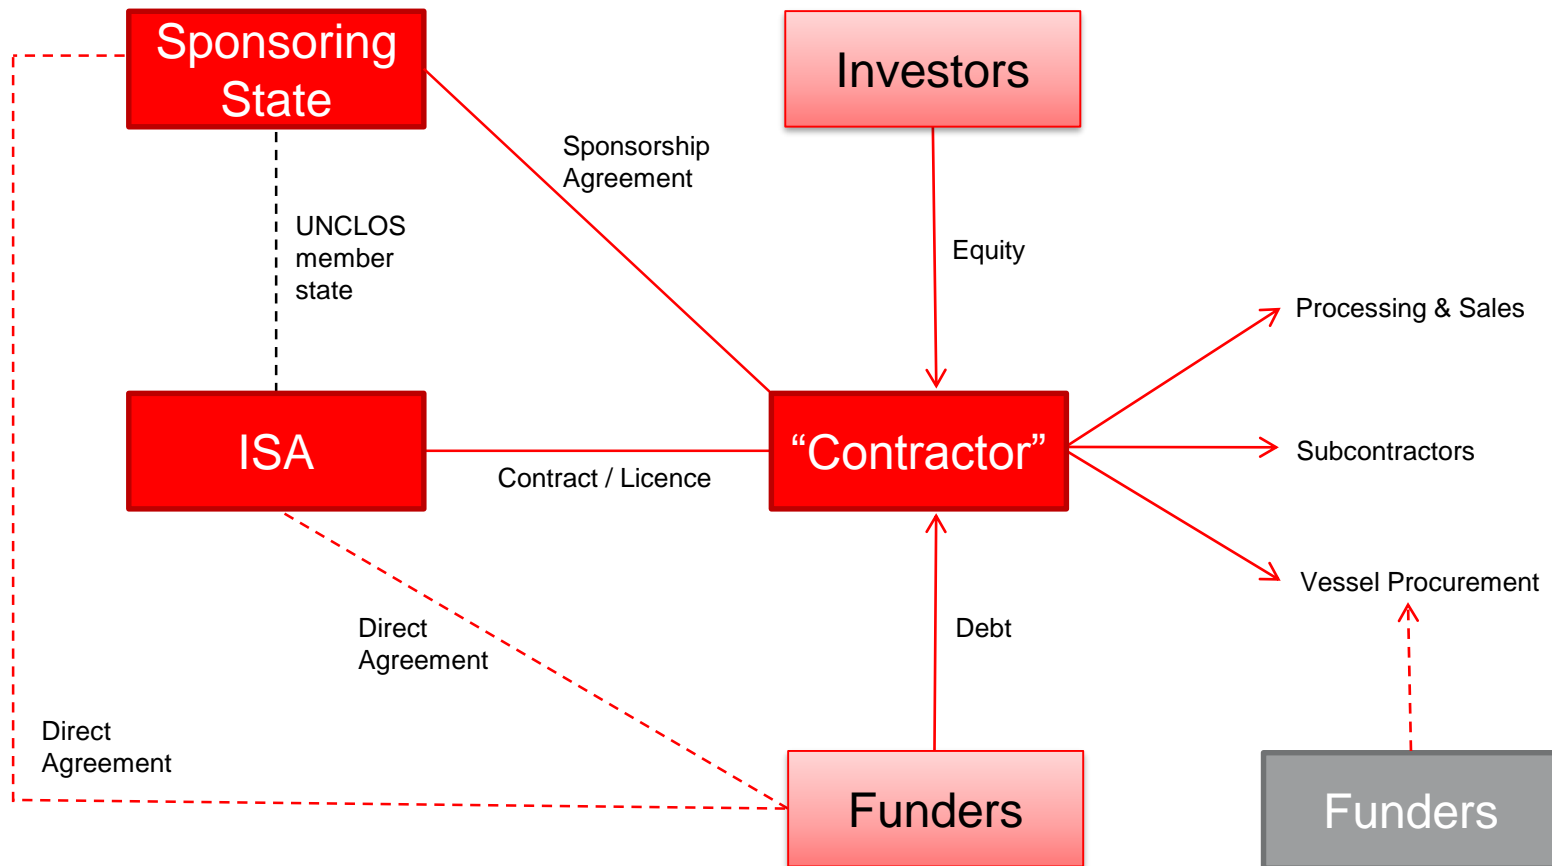 Sponsoring
State
Investors
Sponsorship
Agreement
UNCLOS
member
state
Equity
Processing & Sales
ISA
“Contractor”
Contract / Licence
Subcontractors
Vessel Procurement
Direct
Agreement
Debt
Direct
Agreement
Funders
Funders